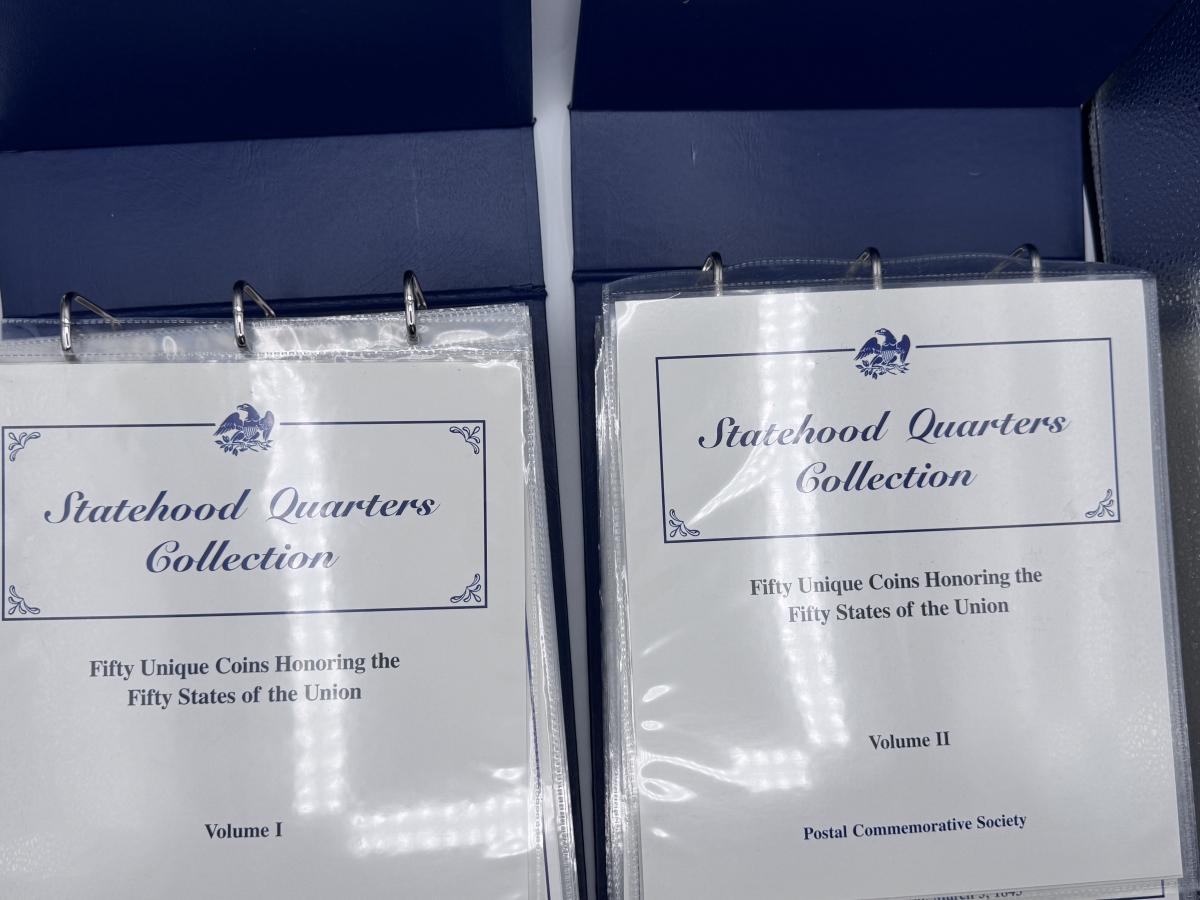 Statehood Quarters
Collection
Fifty Unique Coins Honoring the
Fifty States of the Union
Volume I
Statehood Quarters
Collection
Fifty Unique Coins Honoring the
Fifty States of the Union
Volume II
Postal Commemorative Society